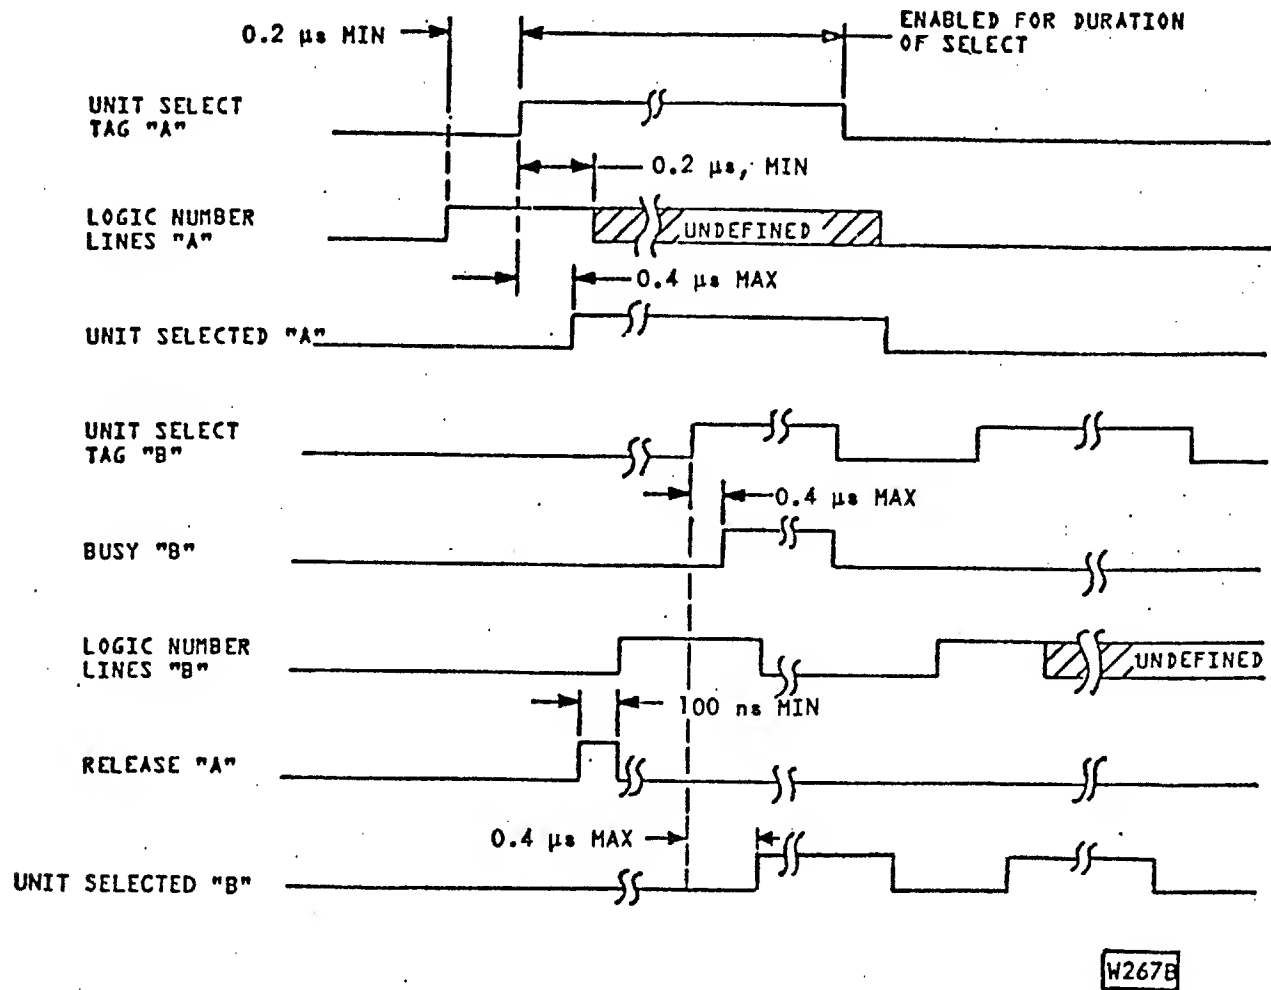 0.2 μs MIN
ENABLED FOR DURATION
OF SELECT
UNIT SELECT
TAG "A"
0.2 μs, MIN
LOGIC NUMBER
LINES "A"
UNDEFINED
0.4 μs MAX
UNIT SELECTED "A"
UNIT SELECT
TAG "B"
0.4 μs MAX
BUSY "B"
LOGIC NUMBER
LINES "B"
UNDEFINED
100 ns MIN
RELEASE "A"
0.4 μs MAX
UNIT SELECTED "B"
W267B